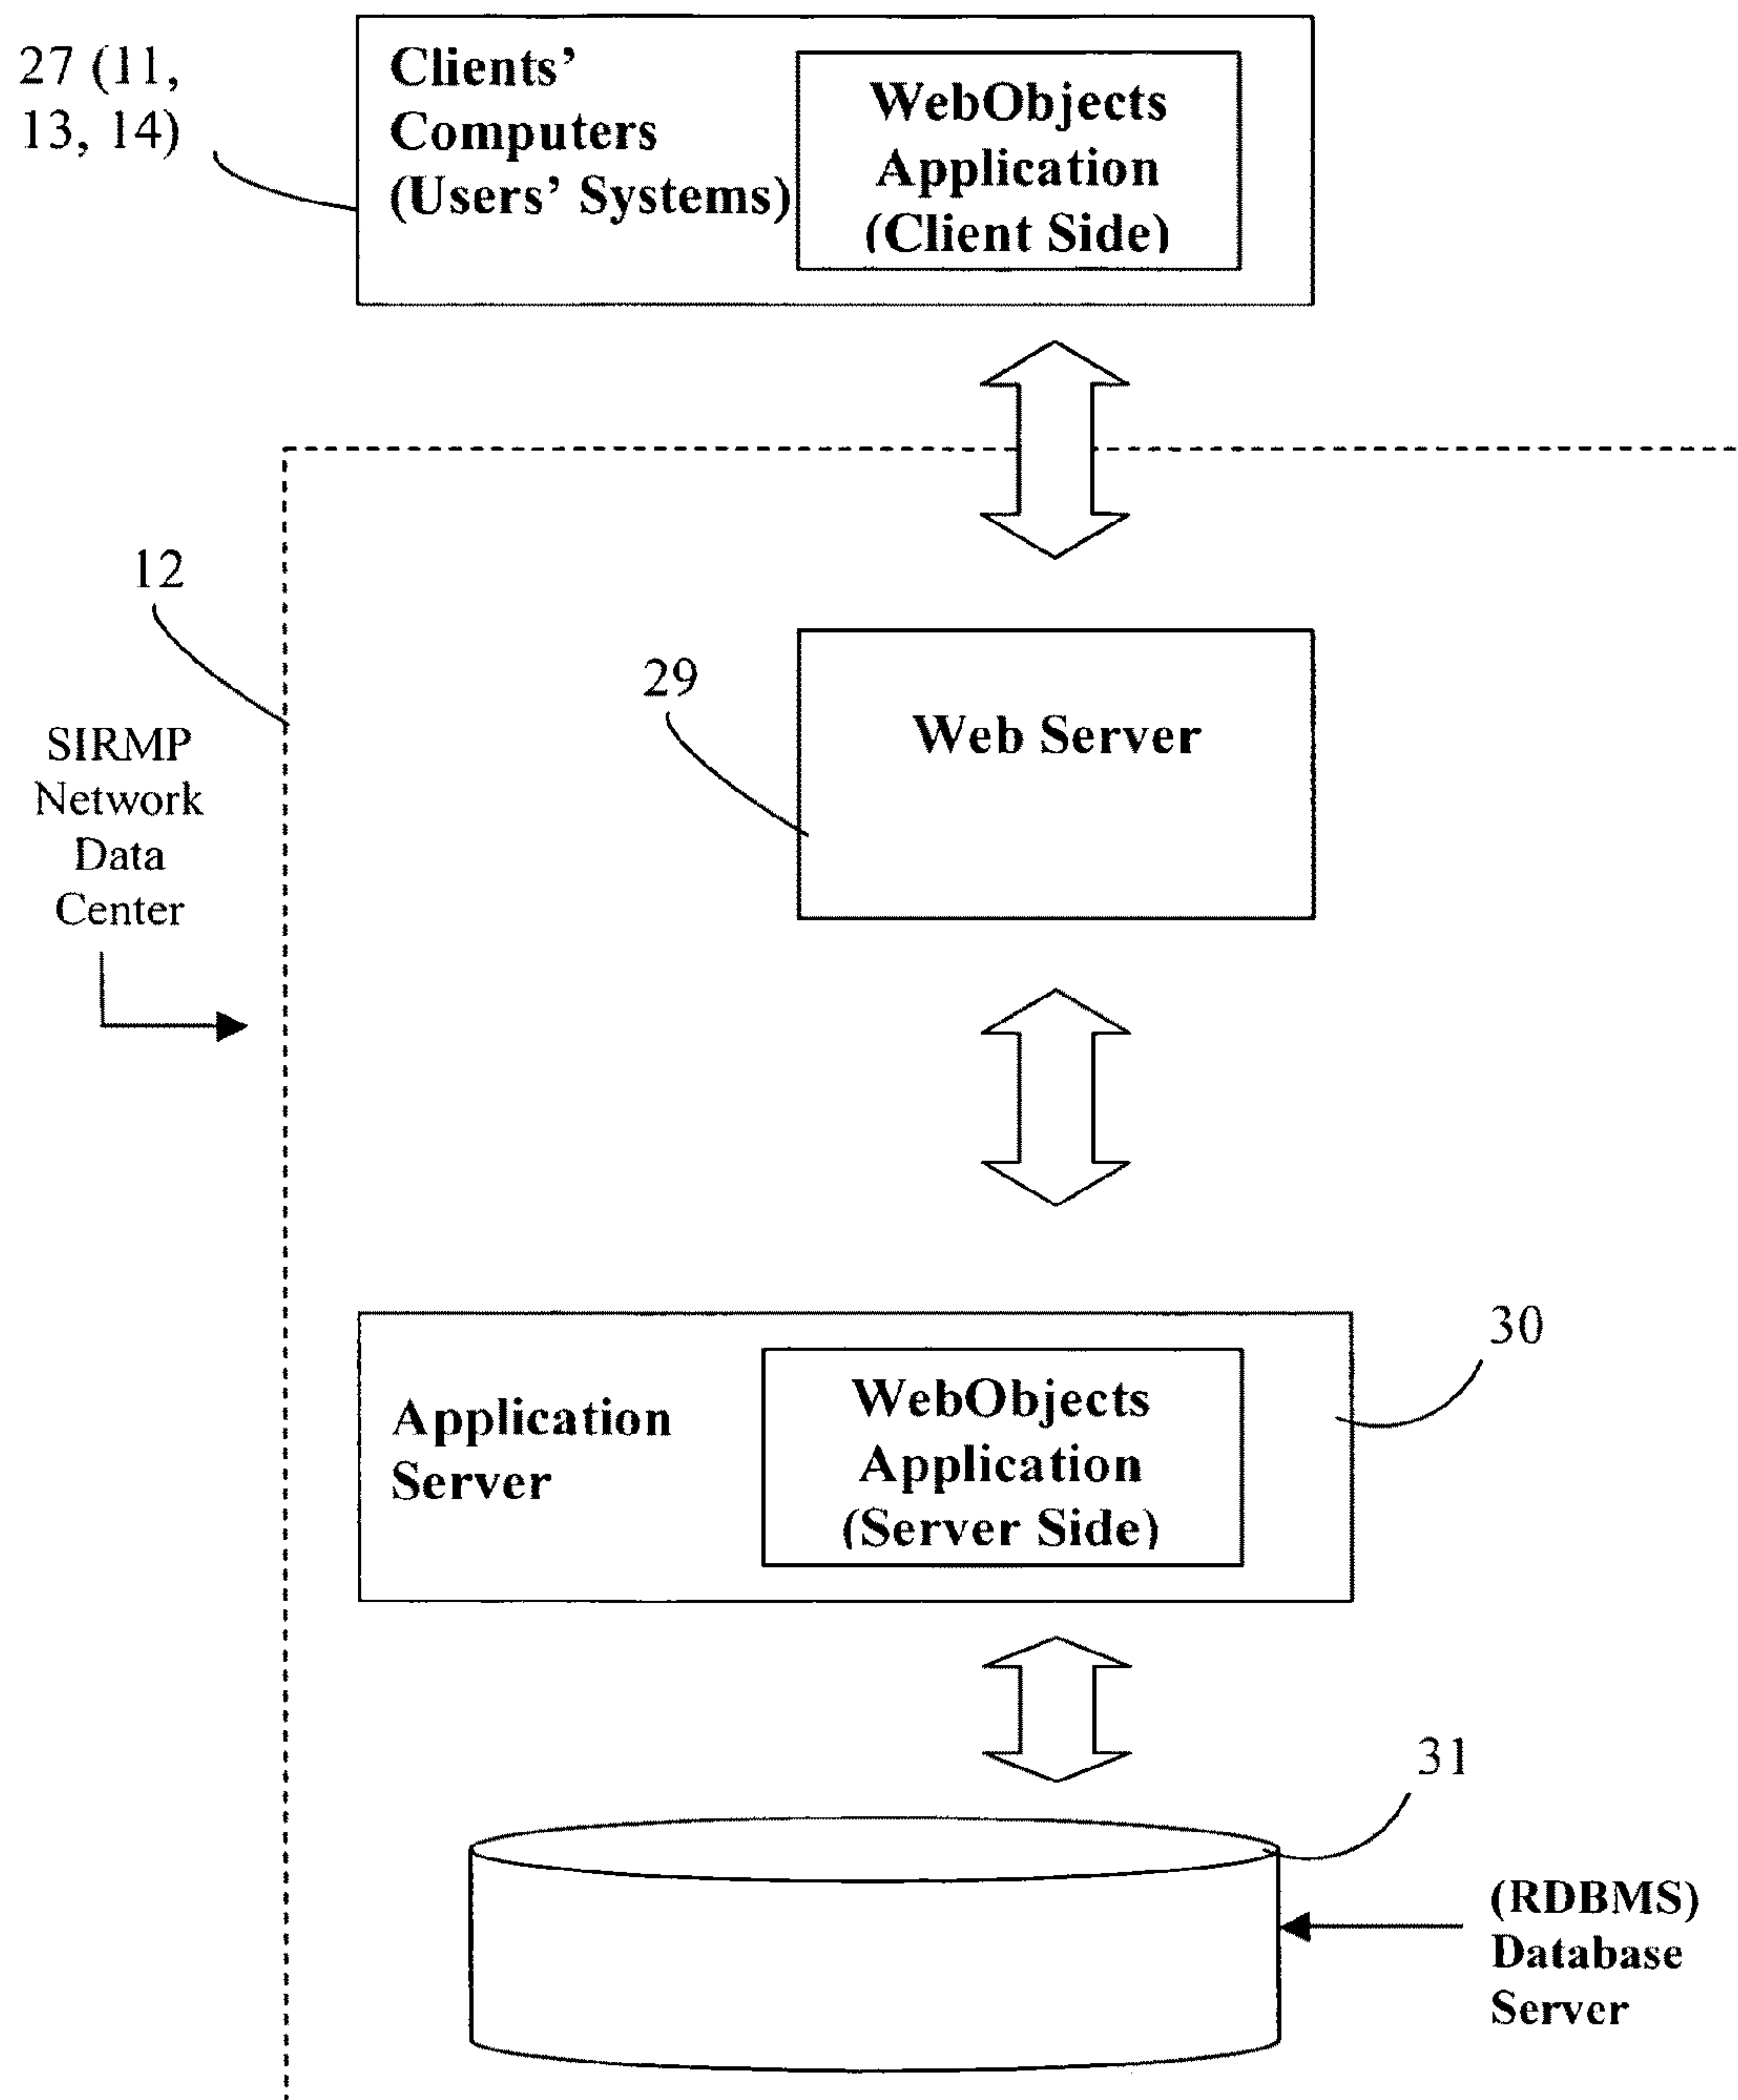 27 (11,
13, 14)
Clients’
Computers
(Users’ Systems)
WebObjects
Application
(Client Side)
12
SIRMP
Network
Data
Center
29
Web Server
Application
Server
WebObjects
Application
(Server Side)
30
31
(RDBMS)
Database
Server